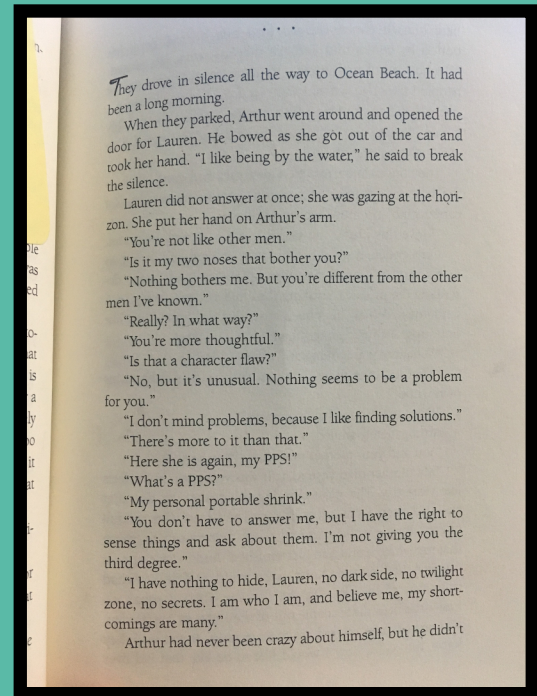 • • •
They drove in silence all the way to Ocean Beach. It had
been a long morning.
When they parked, Arthur went around and opened the
door for Lauren. He bowed as she got out of the car and
took her hand. “I like being by the water,” he said to break
the silence.
Lauren did not answer at once; she was gazing at the hori-
zon. She put her hand on Arthur’s arm.
“You’re not like other men.”
“Is it my two noses that bother you?”
“Nothing bothers me. But you’re different from the other
men I’ve known.”
“Really? In what way?”
“You’re more thoughtful.”
“Is that a character flaw?”
“No, but it’s unusual. Nothing seems to be a problem
for you.”
“I don’t mind problems, because I like finding solutions.”
“There’s more to it than that.”
“Here she is again, my PPS!”
“What’s a PPS?”
“My personal portable shrink.”
“You don’t have to answer me, but I have the right to
sense things and ask about them. I’m not giving you the
third degree.”
“I have nothing to hide, Lauren, no dark side, no twilight
zone, no secrets. I am who I am, and believe me, my short-
comings are many.”
Arthur had never been crazy about himself, but he didn’t